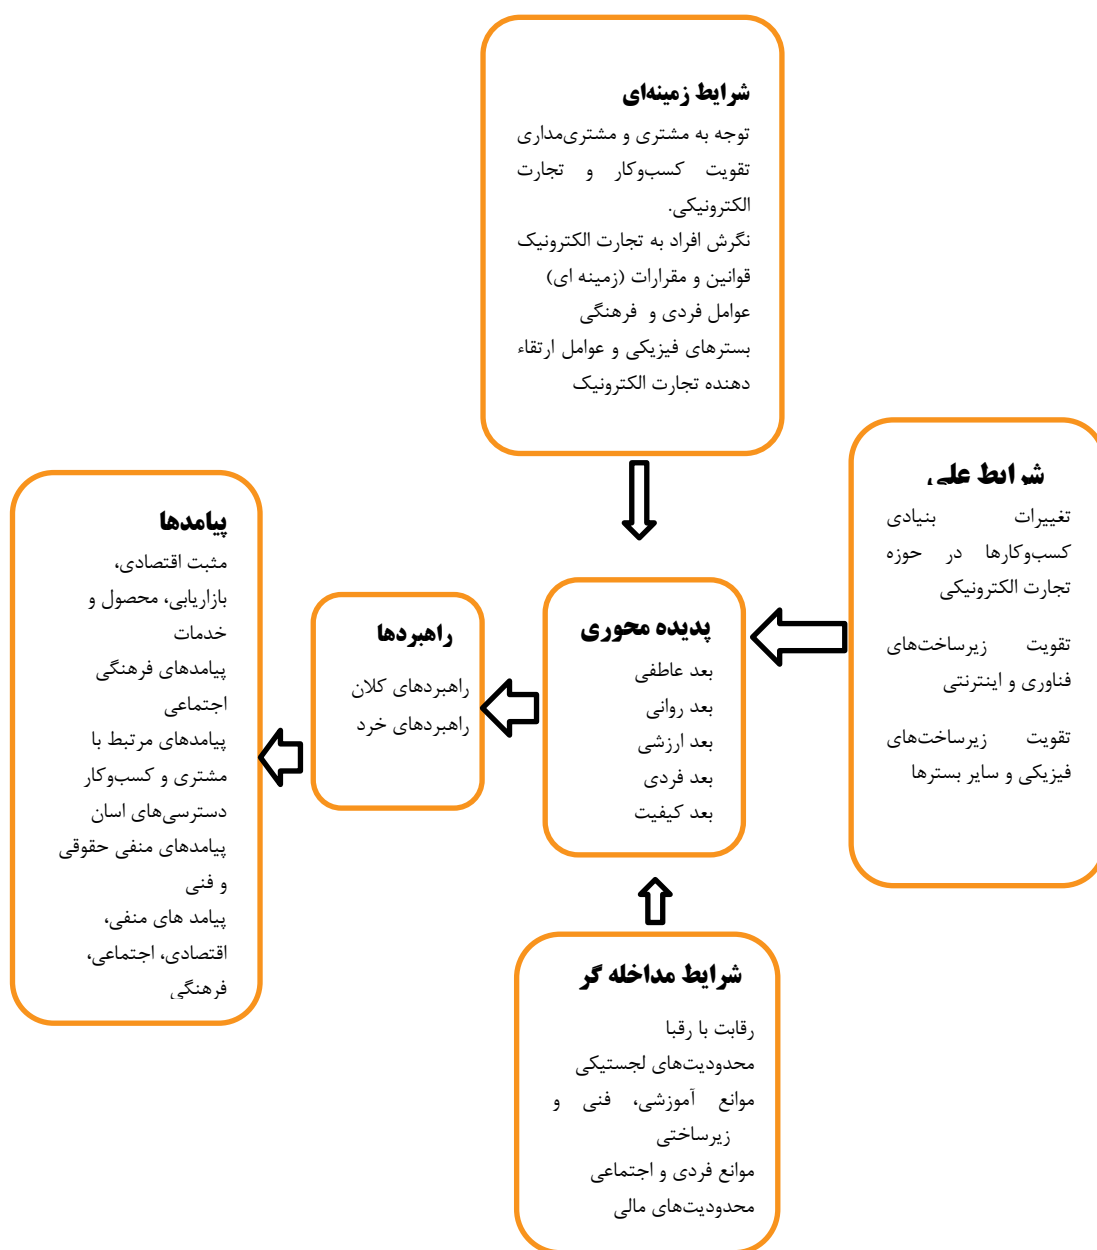 شرایط زمینه‌ای
توجه به مشتری و مشتری‌مداری
تقویت کسب‌وکار و تجارت
الکترونیکی.
نگرش افراد به تجارت الکترونیک
قوانین و مقرارات (زمینه ای)
عوامل فردی و فرهنگی
بسترهای فیزیکی و عوامل ارتقاء
دهنده تجارت الکترونیک
شرایط علی
تغییرات بنیادی
کسب‌وکارها در حوزه
تجارت الکترونیکی
تقویت زیرساخت‌های
فناوری و اینترنتی
تقویت زیرساخت‌های
فیزیکی و سایر بسترها
پدیده محوری
بعد عاطفی
بعد روانی
بعد ارزشی
بعد فردی
بعد کیفیت
راهبردها
راهبردهای کلان
راهبردهای خرد
پیامدها
مثبت اقتصادی،
بازاریابی، محصول و
خدمات
پیامدهای فرهنگی
اجتماعی
پیامدهای مرتبط با
مشتری و کسب‌وکار
دسترسی‌های اسان
پیامدهای منفی حقوقی
و فنی
پیامد های منفی،
اقتصادی، اجتماعی،
فرهنگی
شرایط مداخله گر
رقابت با رقبا
محدودیت‌های لجستیکی
موانع آموزشی، فنی و
زیرساختی
موانع فردی و اجتماعی
محدودیت‌های مالی